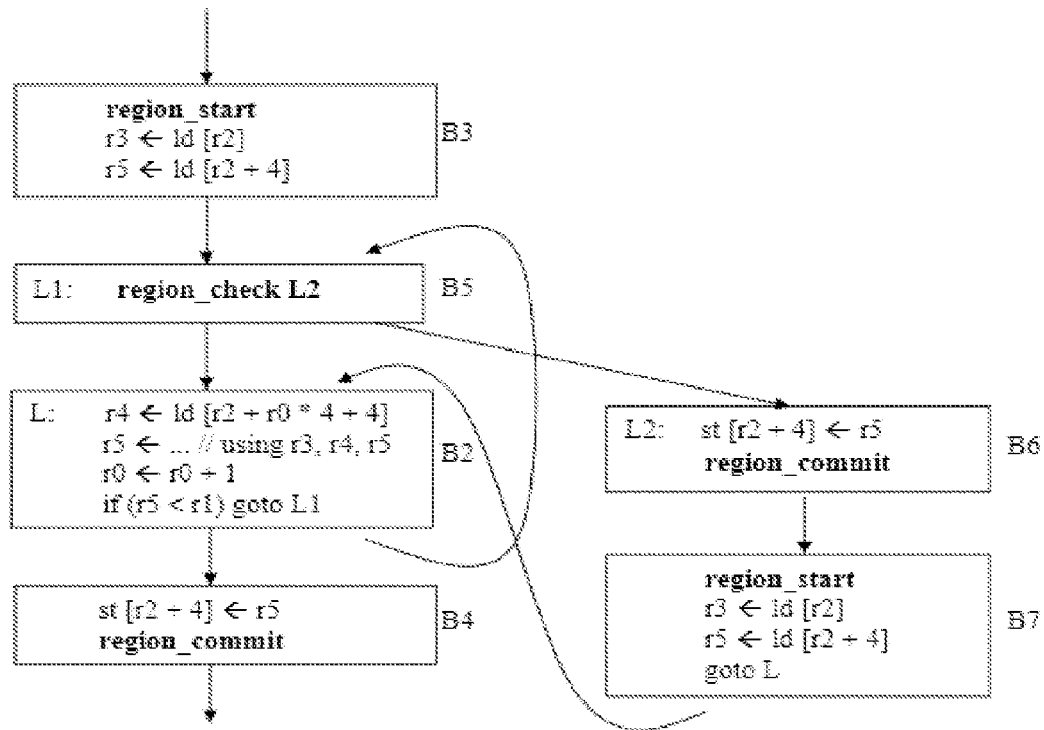 region_start
r3 ← ld [r2]
r5 ← ld [r2 + 4]
B3
L1: region_check L2
B5
L: r4 ← ld [r2 + r0 * 4 + 4]
r5 ← ... // using r3, r4, r5
r0 ← r0 + 1
if (r5 < r1) goto L1
B2
L2: st [r2 + 4] ← r5
region_commit
B6
st [r2 + 4] ← r5
region_commit
B4
region_start
r3 ← ld [r2]
r5 ← ld [r2 + 4]
goto L
B7